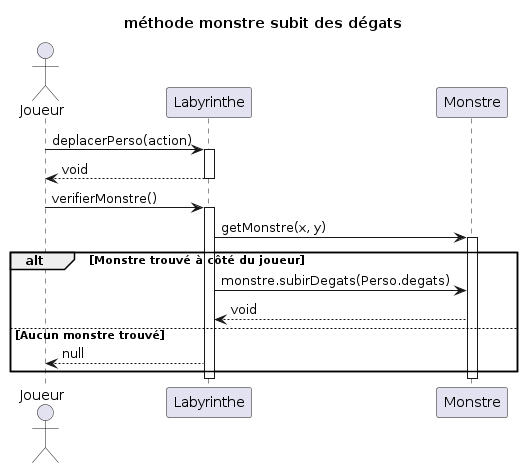 méthode monstre subit des dégats
Joueur
Labyrinthe
Monstre
deplacerPerso(action)
void
verifierMonstre()
getMonstre(x, y)
alt
[Monstre trouvé à côté du joueur]
monstre.subirDegats(Perso.degats)
void
[Aucun monstre trouvé]
null
Joueur
Labyrinthe
Monstre